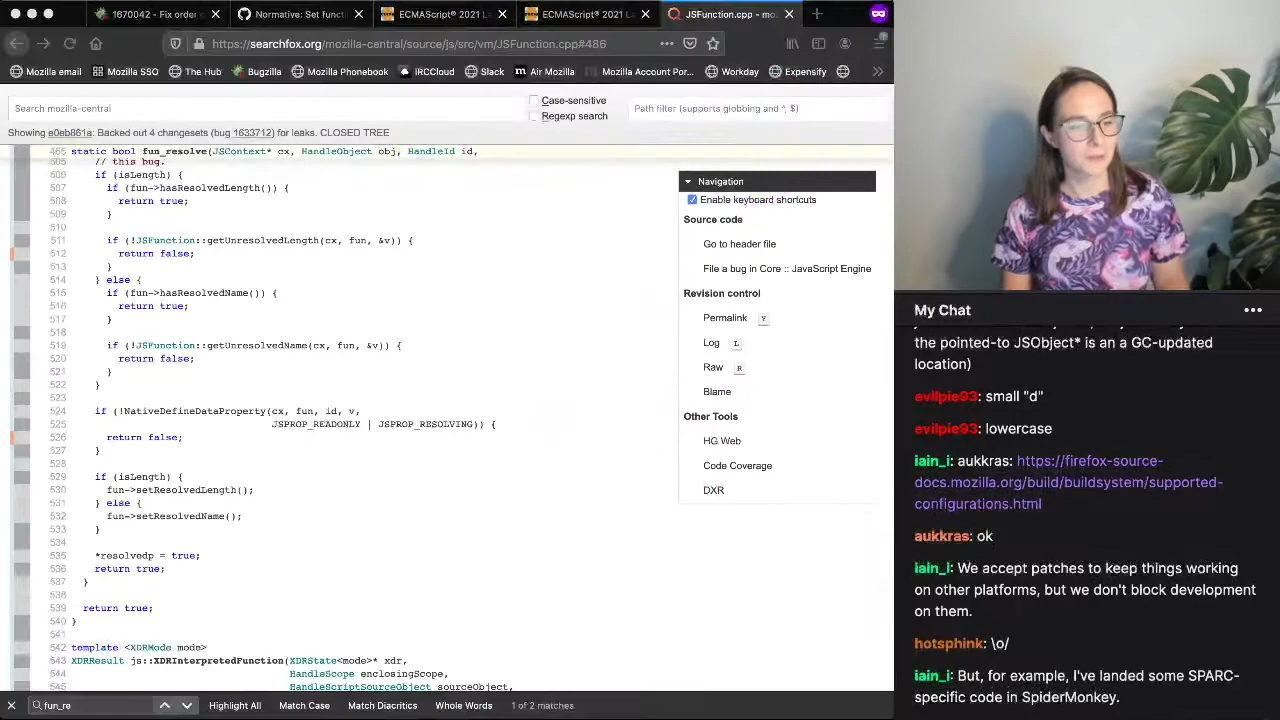 1670042 - Fix order
Normative: Set funct
ECMAScript® 2021 La
ECMAScript® 2021 La
JSFunction.cpp - mo
https://searchfox.org/mozilla-central/source/js/src/vm/JSFunction.cpp#486
Mozilla email
Mozilla SSO
The Hub
Bugzilla
Mozilla Phonebook
IRCCloud
Slack
Air Mozilla
Mozilla Account Por…
Workday
Expensify
Search mozilla-central
Case-sensitive
Regexp search
Path filter (supports globbing and ^, $)
Showing e0eb861a: Backed out 4 changesets (bug 1633712) for leaks. CLOSED TREE
485 static bool fun_resolve(JSContext* cx, HandleObject obj, HandleId id,
505 // this bug.
506 if (isLength) {
507 if (fun->hasResolvedLength()) {
508 return true;
509 }
510
511 if (!JSFunction::getUnresolvedLength(cx, fun, &v)) {
512 return false;
513 }
514 } else {
515 if (fun->hasResolvedName()) {
516 return true;
517 }
518
519 if (!JSFunction::getUnresolvedName(cx, fun, &v)) {
520 return false;
521 }
522 }
523
524 if (!NativeDefineDataProperty(cx, fun, id, v,
525 JSPROP_READONLY | JSPROP_RESOLVING)) {
526 return false;
527 }
528
529 if (isLength) {
530 fun->setResolvedLength();
531 } else {
532 fun->setResolvedName();
533 }
534
535 *resolvedp = true;
536 return true;
537 }
538
539 return true;
540 }
541
542 template <XDRMode mode>
543 XDRResult js::XDRInterpretedFunction(XDRState<mode>* xdr,
544 HandleScope enclosingScope,
545 HandleScriptSourceObject sourceObject,
Navigation
Enable keyboard shortcuts
Source code
Go to header file
File a bug in Core :: JavaScript Engine
Revision control
Permalink Y
Log L
Raw R
Blame
Other Tools
HG Web
Code Coverage
DXR
fun_re
Highlight All
Match Case
Match Diacritics
Whole Words
1 of 2 matches
My Chat
the pointed-to JSObject* is an a GC-updated
location)
evilpie93: small "d"
evilpie93: lowercase
iain_i: aukkras: https://firefox-source-
docs.mozilla.org/build/buildsystem/supported-
configurations.html
aukkras: ok
iain_i: We accept patches to keep things working
on other platforms, but we don't block development
on them.
hotsphink: \o/
iain_i: But, for example, I've landed some SPARC-
specific code in SpiderMonkey.